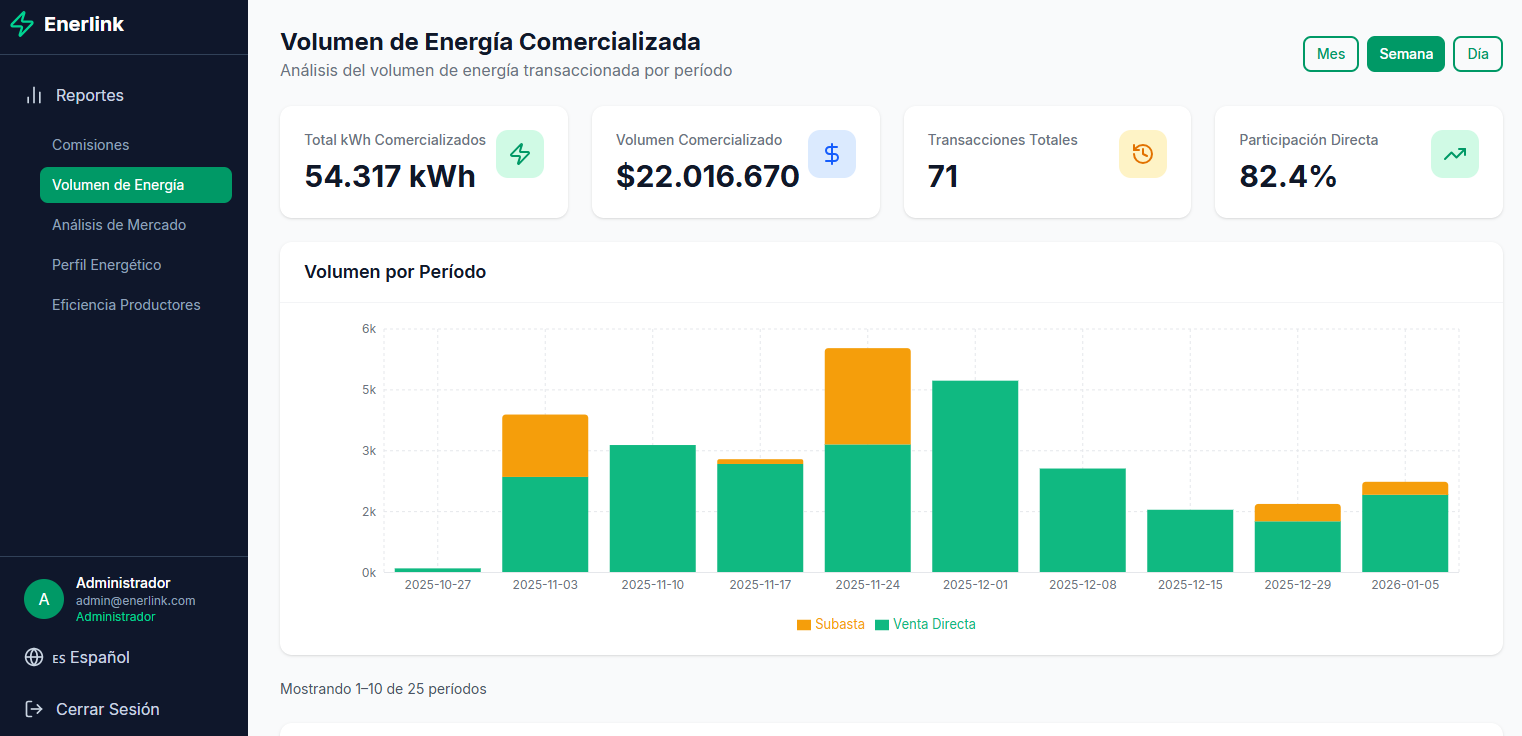 Enerlink
Reportes
Comisiones
Volumen de Energía
Análisis de Mercado
Perfil Energético
Eficiencia Productores
A
Administrador
admin@enerlink.com
Administrador
ES Español
Cerrar Sesión
Volumen de Energía Comercializada
Análisis del volumen de energía transaccionada por período
Mes Semana Día
Total kWh Comercializados
54.317 kWh
Volumen Comercializado
$22.016.670
Transacciones Totales
71
Participación Directa
82.4%
Volumen por Período
6k
5k
3k
2k
0k
2025-10-27 2025-11-03 2025-11-10 2025-11-17 2025-11-24 2025-12-01 2025-12-08 2025-12-15 2025-12-29 2026-01-05
Subasta Venta Directa
Mostrando 1–10 de 25 períodos